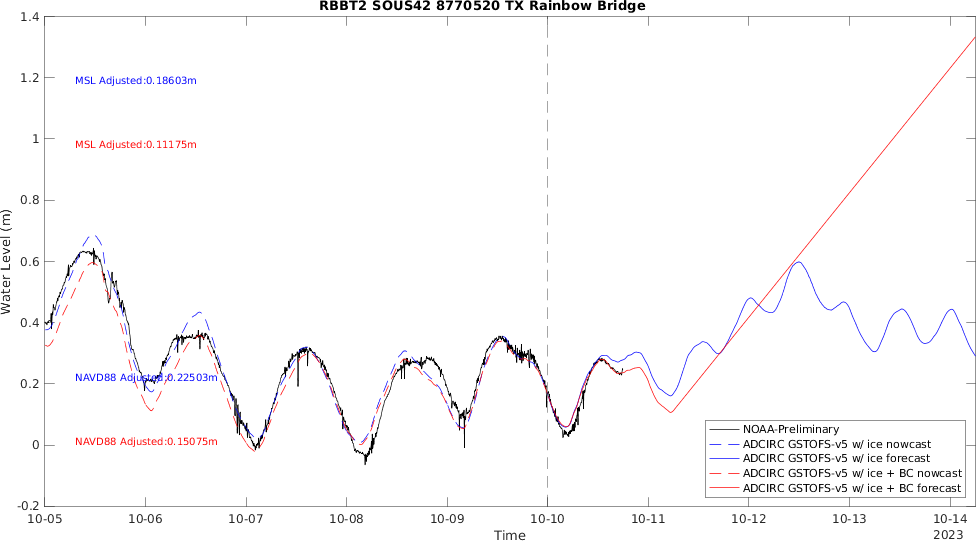 RBBT2 SOUS42 8770520 TX Rainbow Bridge
1.4
1.2
1
0.8
0.6
0.4
0.2
0
-0.2
Water Level (m)
MSL Adjusted:0.18603m
MSL Adjusted:0.11175m
NAVD88 Adjusted:0.22503m
NAVD88 Adjusted:0.15075m
NOAA-Preliminary
ADCIRC GSTOFS-v5 w/ ice nowcast
ADCIRC GSTOFS-v5 w/ ice forecast
ADCIRC GSTOFS-v5 w/ ice + BC nowcast
ADCIRC GSTOFS-v5 w/ ice + BC forecast
10-05 10-06 10-07 10-08 10-09 10-10 10-11 10-12 10-13 10-14
Time
2023